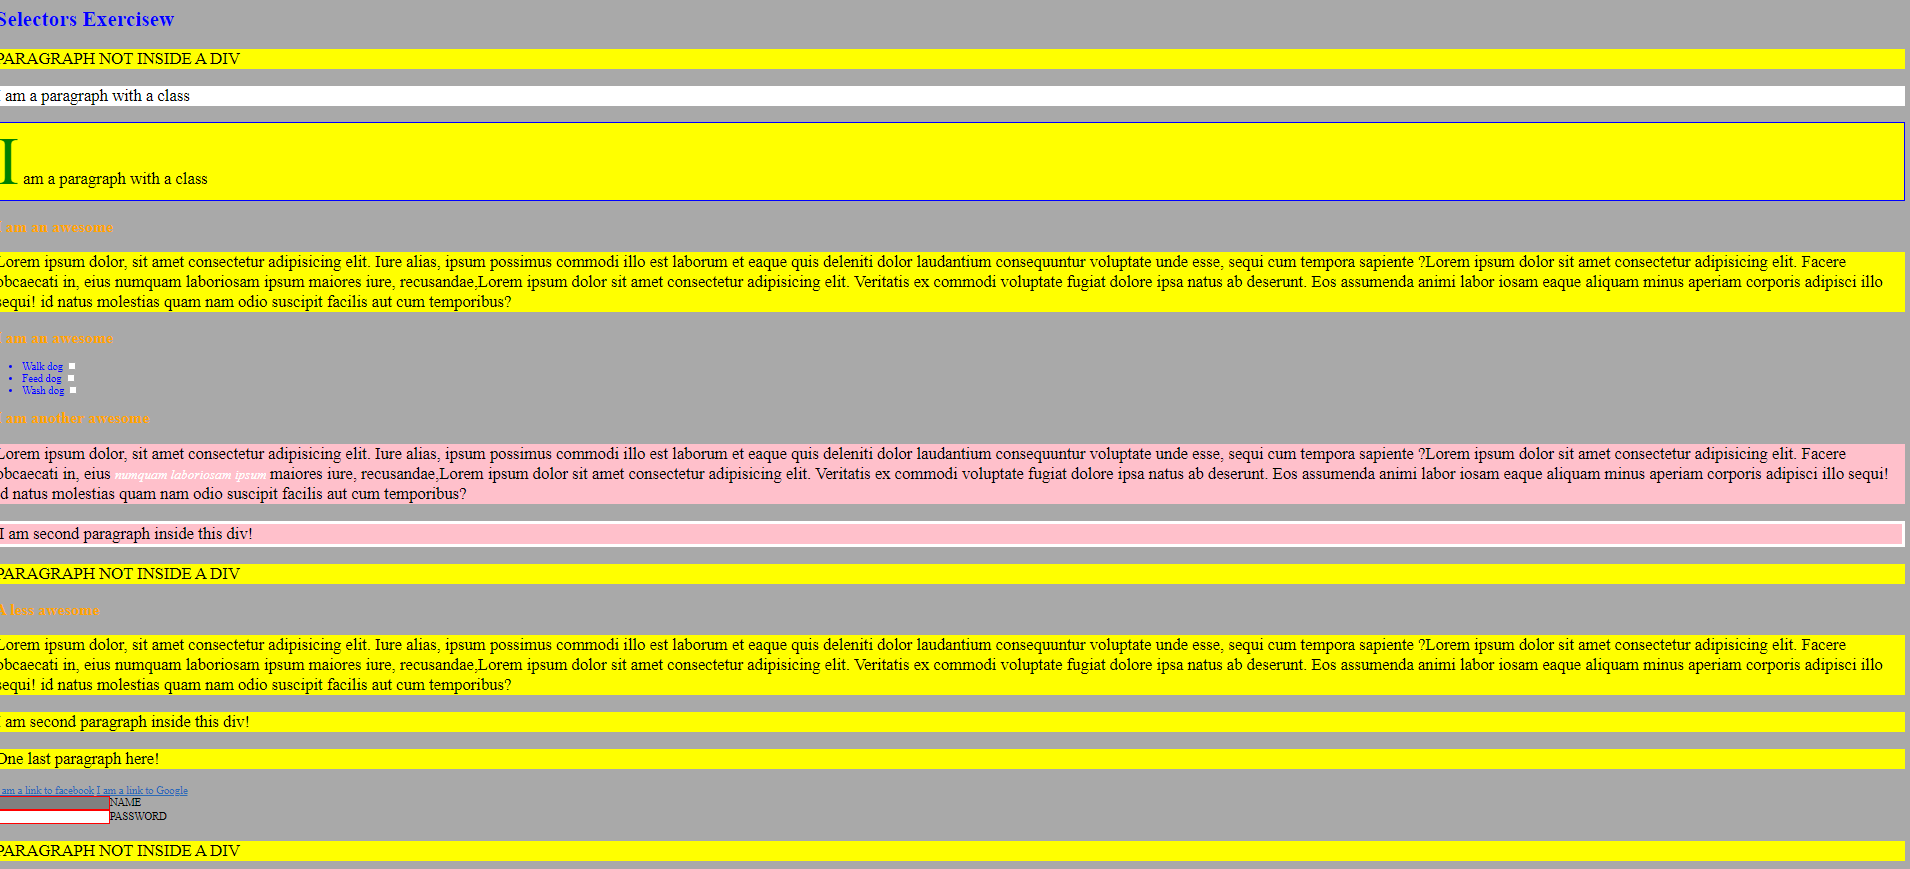 Selectors Exercisew
PARAGRAPH NOT INSIDE A DIV
I am a paragraph with a class
I am a paragraph with a class
I am an awesome
Lorem ipsum dolor, sit amet consectetur adipisicing elit. Iure alias, ipsum possimus commodi illo est laborum et eaque quis deleniti dolor laudantium consequuntur voluptate unde esse, sequi cum tempora sapiente ?Lorem ipsum dolor sit amet consectetur adipisicing elit. Facere
obcaecati in, eius numquam laboriosam ipsum maiores iure, recusandae,Lorem ipsum dolor sit amet consectetur adipisicing elit. Veritatis ex commodi voluptate fugiat dolore ipsa natus ab deserunt. Eos assumenda animi labor iosam eaque aliquam minus aperiam corporis adipisci illo
sequi! id natus molestias quam nam odio suscipit facilis aut cum temporibus?
I am an awesome
Walk dog
Feed dog
Wash dog
I am another awesome
Lorem ipsum dolor, sit amet consectetur adipisicing elit. Iure alias, ipsum possimus commodi illo est laborum et eaque quis deleniti dolor laudantium consequuntur voluptate unde esse, sequi cum tempora sapiente ?Lorem ipsum dolor sit amet consectetur adipisicing elit. Facere
obcaecati in, eius numquam laboriosam ipsum maiores iure, recusandae,Lorem ipsum dolor sit amet consectetur adipisicing elit. Veritatis ex commodi voluptate fugiat dolore ipsa natus ab deserunt. Eos assumenda animi labor iosam eaque aliquam minus aperiam corporis adipisci illo sequi!
id natus molestias quam nam odio suscipit facilis aut cum temporibus?
I am second paragraph inside this div!
PARAGRAPH NOT INSIDE A DIV
A less awesome
Lorem ipsum dolor, sit amet consectetur adipisicing elit. Iure alias, ipsum possimus commodi illo est laborum et eaque quis deleniti dolor laudantium consequuntur voluptate unde esse, sequi cum tempora sapiente ?Lorem ipsum dolor sit amet consectetur adipisicing elit. Facere
obcaecati in, eius numquam laboriosam ipsum maiores iure, recusandae,Lorem ipsum dolor sit amet consectetur adipisicing elit. Veritatis ex commodi voluptate fugiat dolore ipsa natus ab deserunt. Eos assumenda animi labor iosam eaque aliquam minus aperiam corporis adipisci illo
sequi! id natus molestias quam nam odio suscipit facilis aut cum temporibus?
I am second paragraph inside this div!
One last paragraph here!
I am a link to facebook I am a link to Google
NAME
PASSWORD
PARAGRAPH NOT INSIDE A DIV